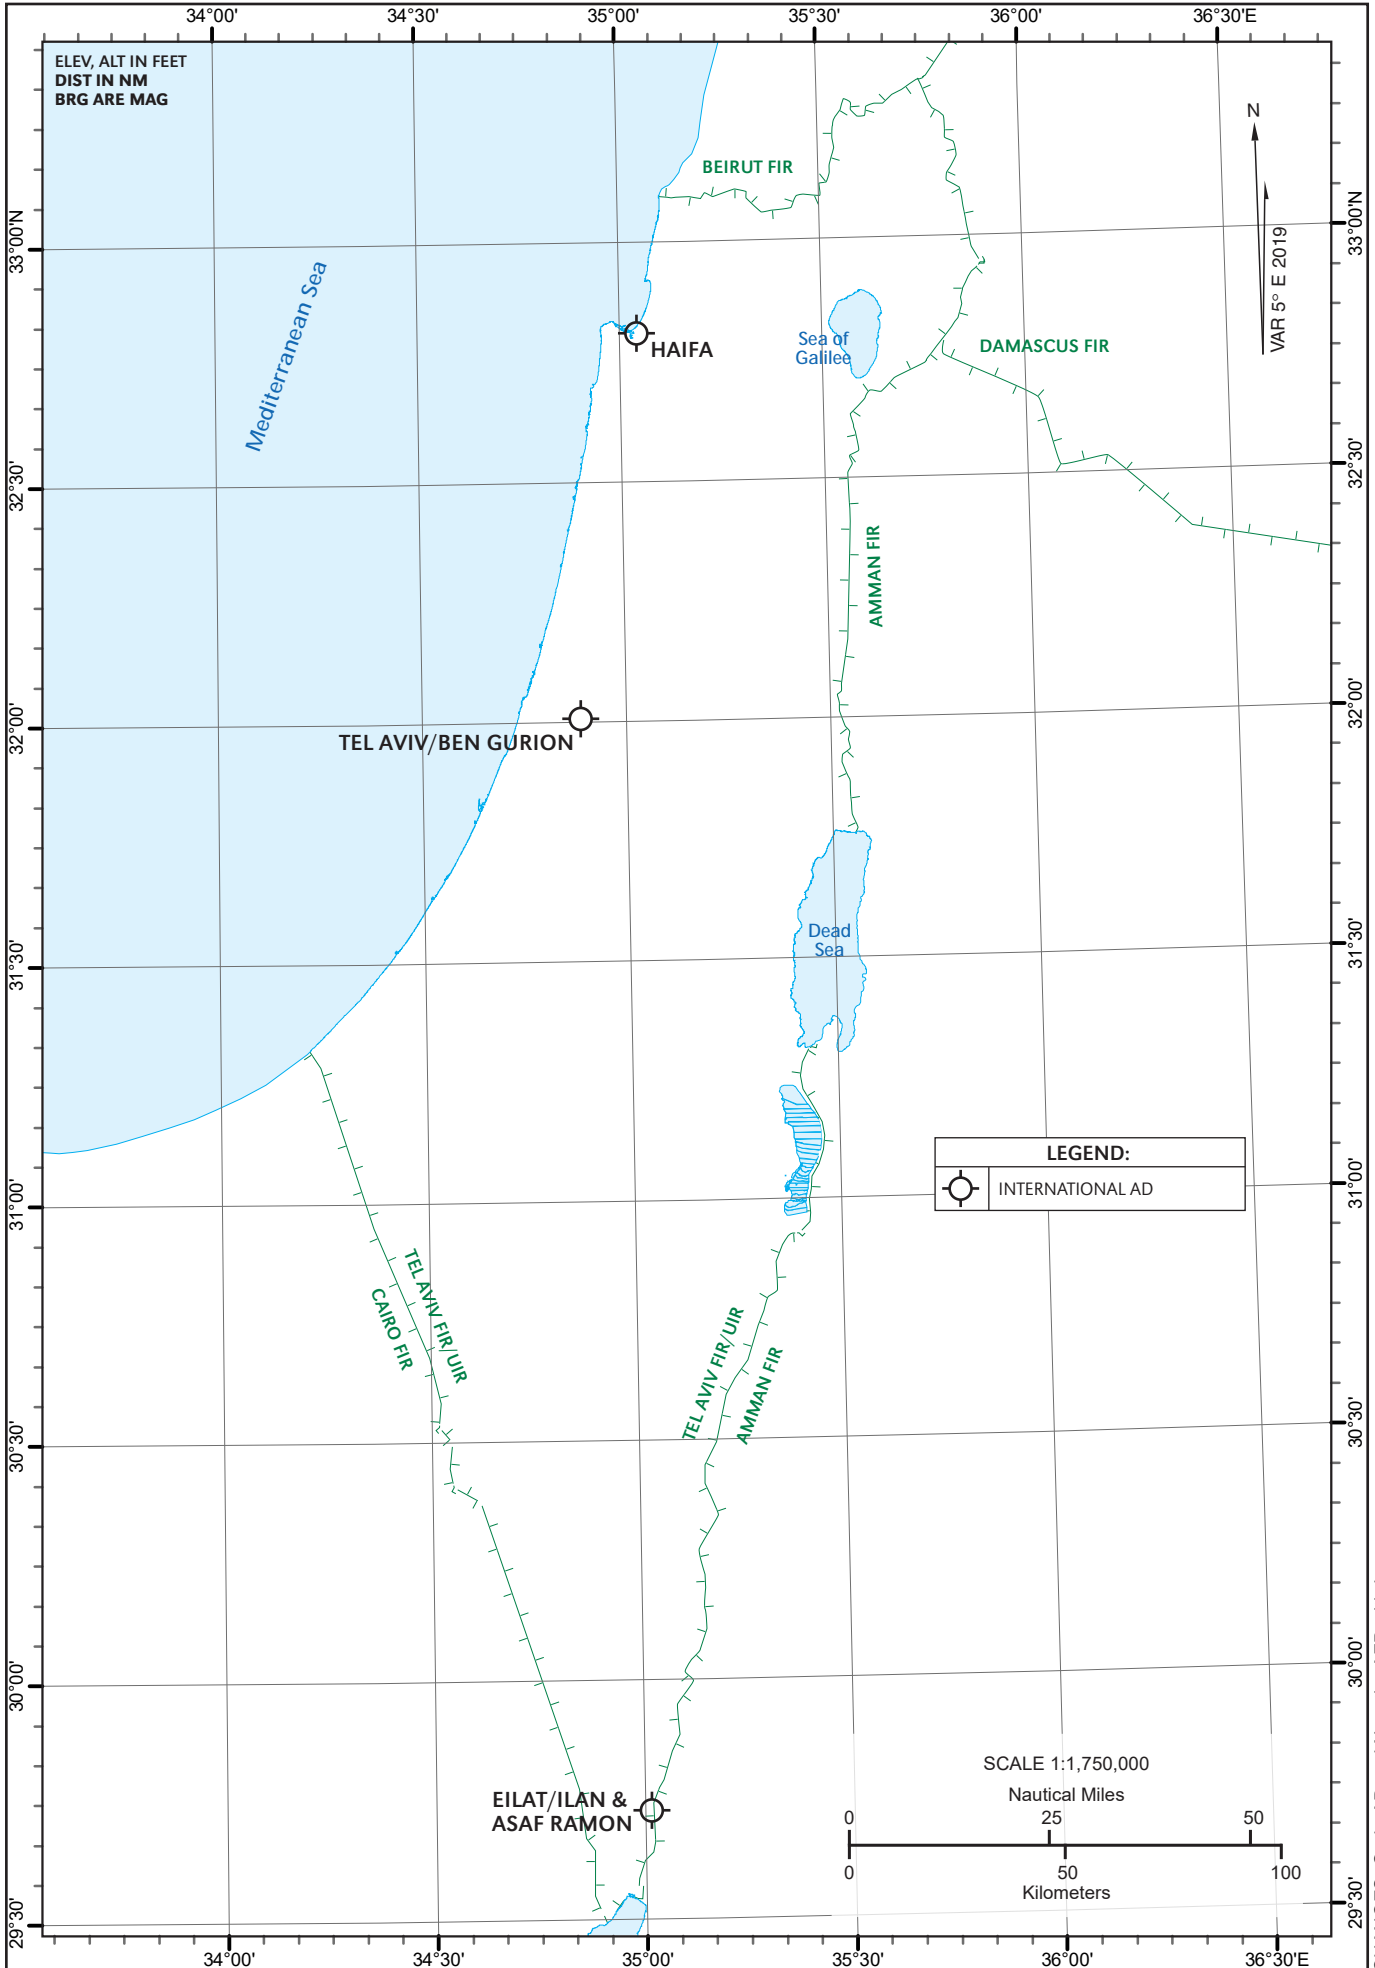 34°00' 34°30' 35°00' 35°30' 36°00' 36°30'E
ELEV, ALT IN FEET
DIST IN NM
BRG ARE MAG
N
VAR 5° E 2019
BEIRUT FIR
33°00'N 33°00'N
Mediterranean Sea
HAIFA
Sea of
Galilee
DAMASCUS FIR
32°30' 32°30'
AMMAN FIR
32°00' 32°00'
TEL AVIV/BEN GURION
31°30' 31°30'
Dead
Sea
LEGEND:
INTERNATIONAL AD
31°00' 31°00'
TEL AVIV FIR/UIR
CAIRO FIR
TEL AVIV FIR/UIR
AMMAN FIR
30°30' 30°30'
30°00' 30°00'
SCALE 1:1,750,000
Nautical Miles
0 25 50
0 50 100
Kilometers
EILAT/ILAN &
ASAF RAMON
29°30' 29°30'
34°00' 34°30' 35°00' 35°30' 36°00' 36°30'E